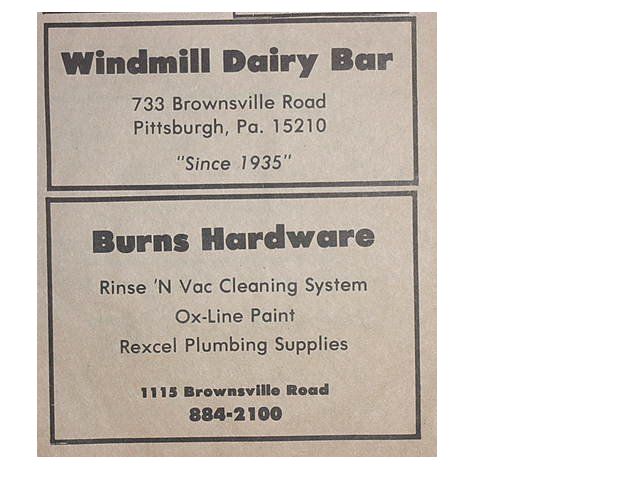 Windmill Dairy Bar
733 Brownsville Road
Pittsburgh, Pa. 15210
"Since 1935"
Burns Hardware
Rinse 'N Vac Cleaning System
Ox-Line Paint
Rexcel Plumbing Supplies
1115 Brownsville Road
884-2100